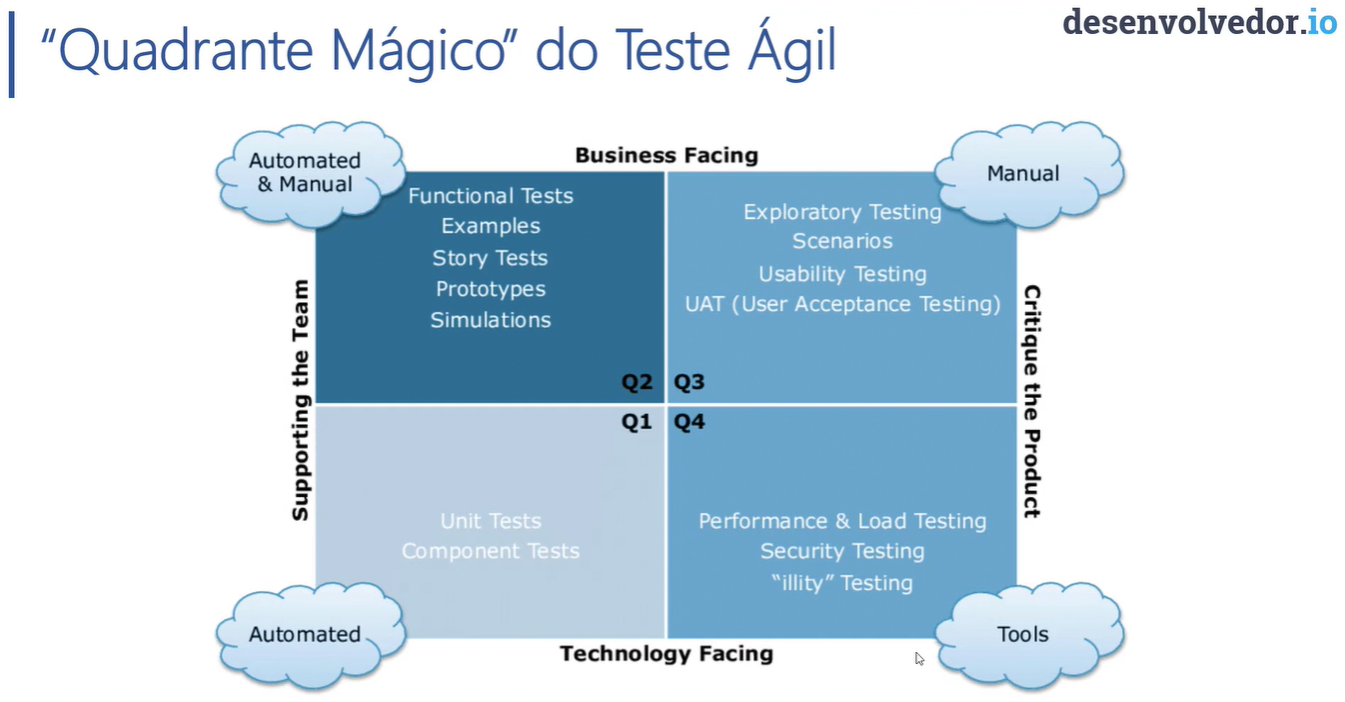 "Quadrante Mágico" do Teste Ágil
desenvolvedor.io
Automated
& Manual
Business Facing
Manual
Functional Tests
Examples
Story Tests
Prototypes
Simulations
Q2
Exploratory Testing
Scenarios
Usability Testing
UAT (User Acceptance Testing)
Q3
Supporting the Team
Critique the Product
Q1
Unit Tests
Component Tests
Q4
Performance & Load Testing
Security Testing
"illity" Testing
Automated
Technology Facing
Tools